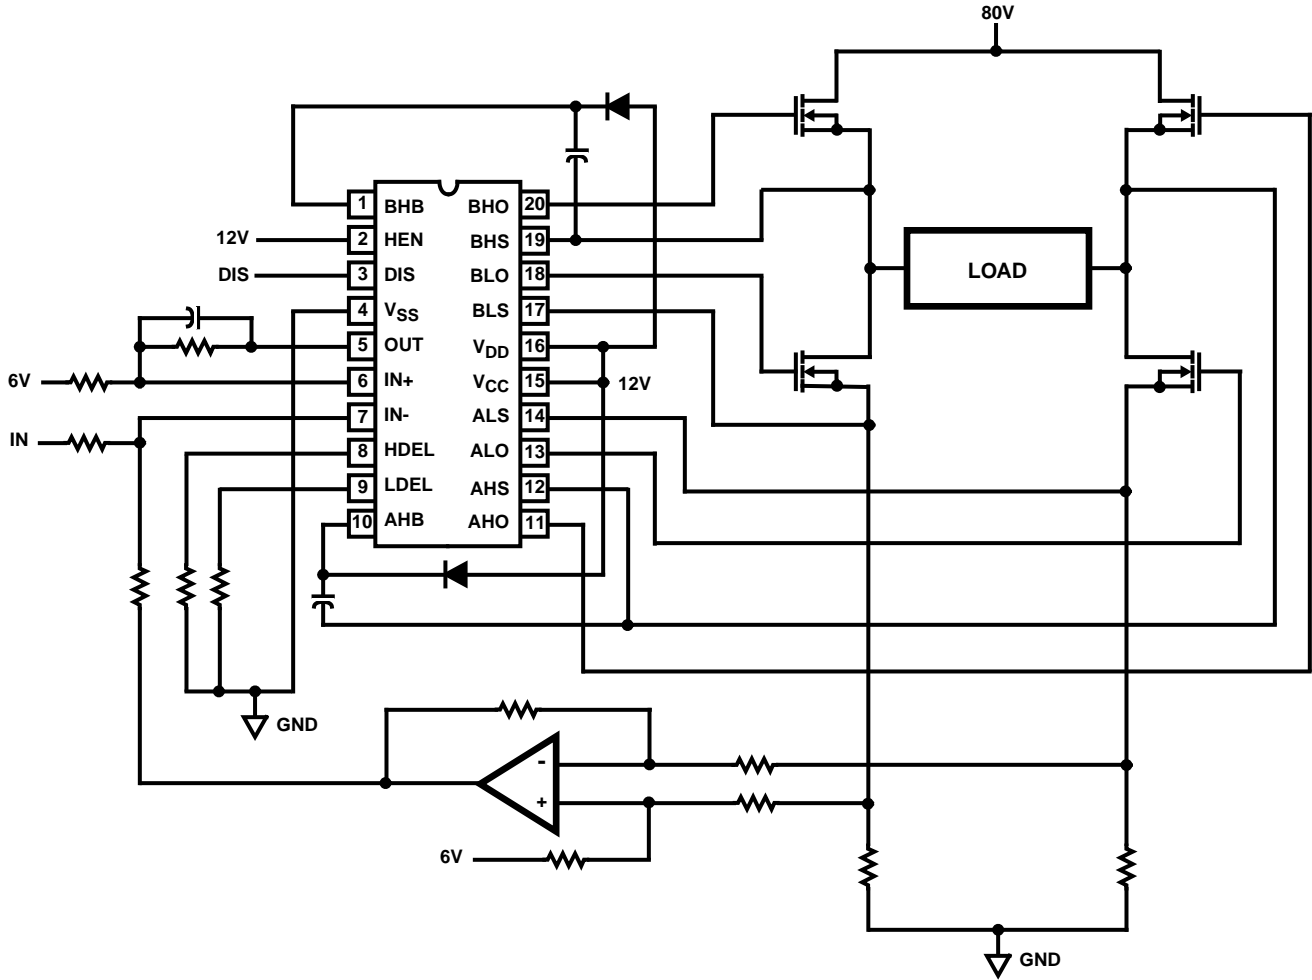 80V
1 BHB BHO 20
12V 2 HEN BHS 19
DIS 3 DIS BLO 18
4 VSS BLS 17
5 OUT VDD 16
6V 6 IN+ VCC 15 12V
IN 7 IN- ALS 14
8 HDEL ALO 13
9 LDEL AHS 12
10 AHB AHO 11
LOAD
GND
-
+
6V
GND